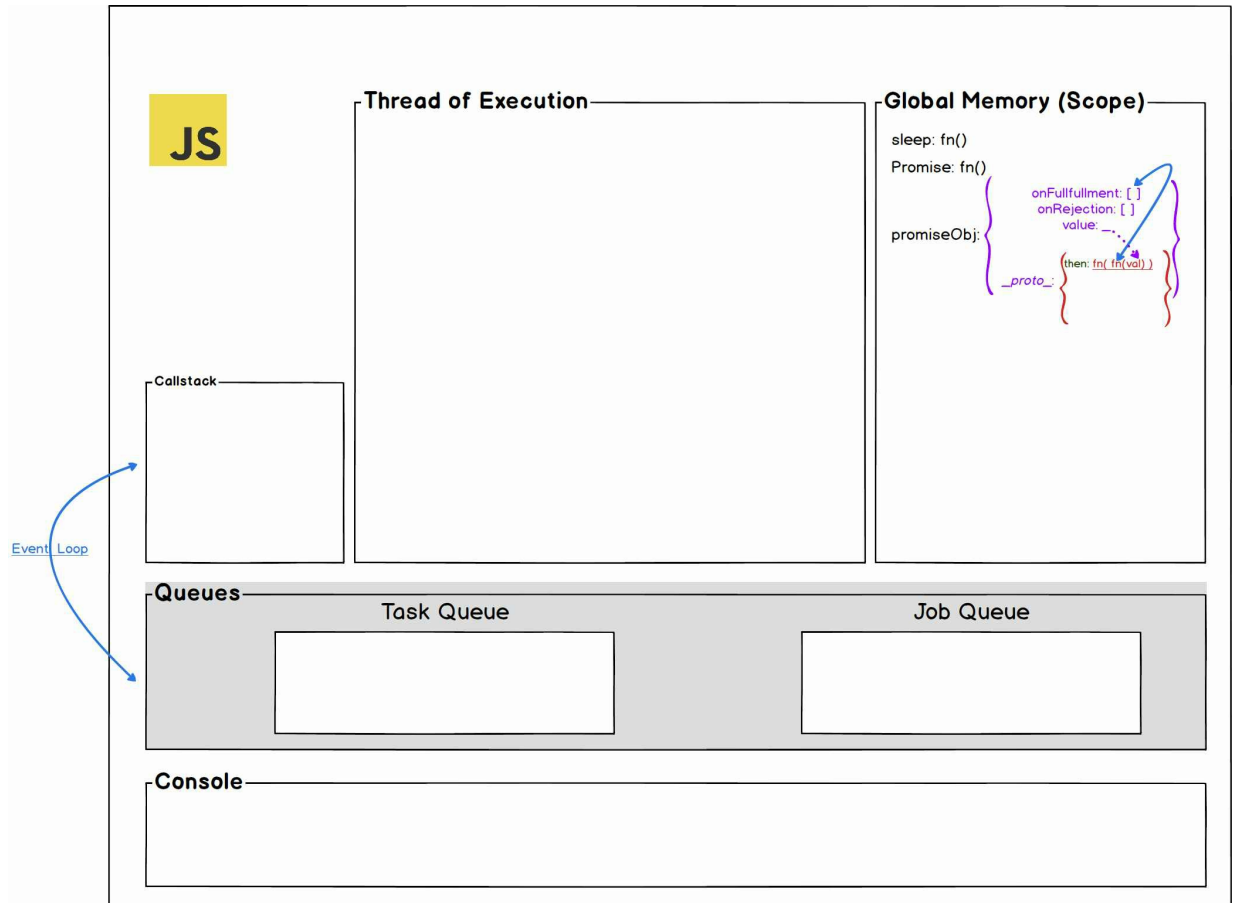 JS
Thread of Execution
Global Memory (Scope)
sleep: fn()
Promise: fn()
onFullfullment: [ ]
onRejection: [ ]
value: _
promiseObj:
then: fn( fn(val) )
_proto_:
Callstack
Event Loop
Queues
Task Queue
Job Queue
Console